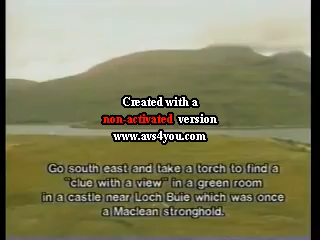 Created with a
non-activated version
www.avs4you.com
Go south east and take a torch to find a
"clue with a view" in a green room
in a castle near Loch Buie which was once
a Maclean stronghold.